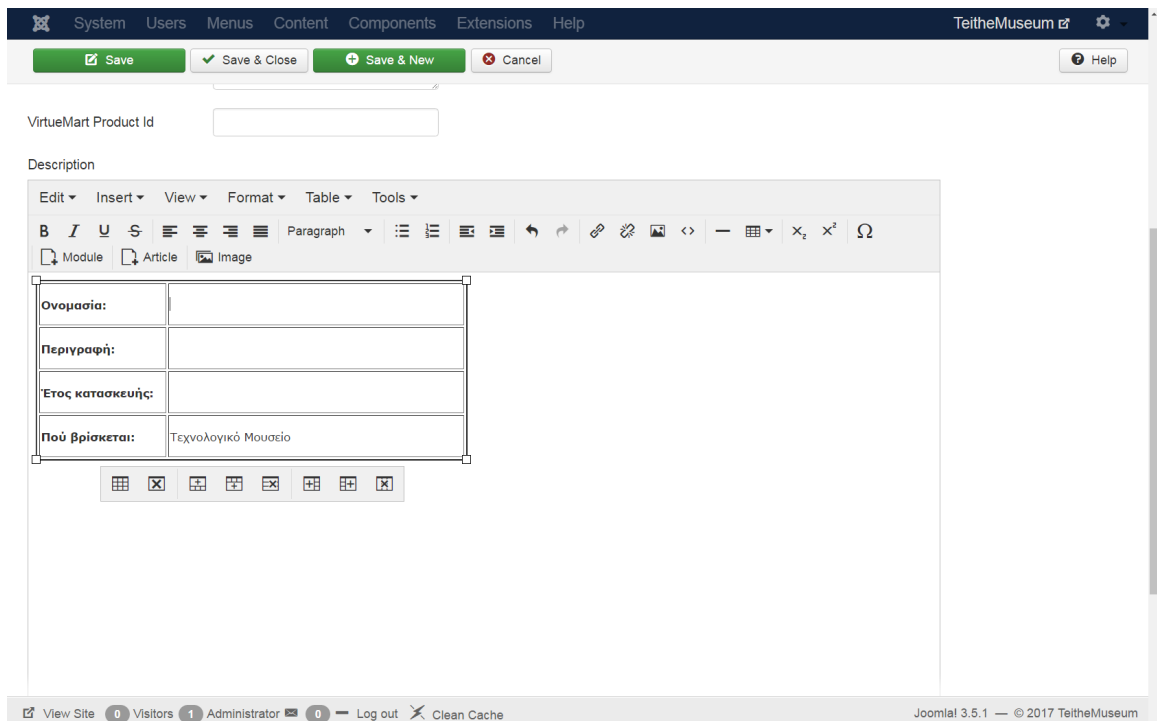 System Users Menus Content Components Extensions Help TeitheMuseum
Save Save & Close Save & New Cancel Help
VirtueMart Product Id
Description
Edit Insert View Format Table Tools
B I U S Paragraph x₂ x² Ω
Module Article Image
Ονομασία:
Περιγραφή:
Έτος κατασκευής:
Πού βρίσκεται: Τεχνολογικό Μουσείο
View Site 0 Visitors 1 Administrator 0 Log out Clean Cache Joomla! 3.5.1 — © 2017 TeitheMuseum